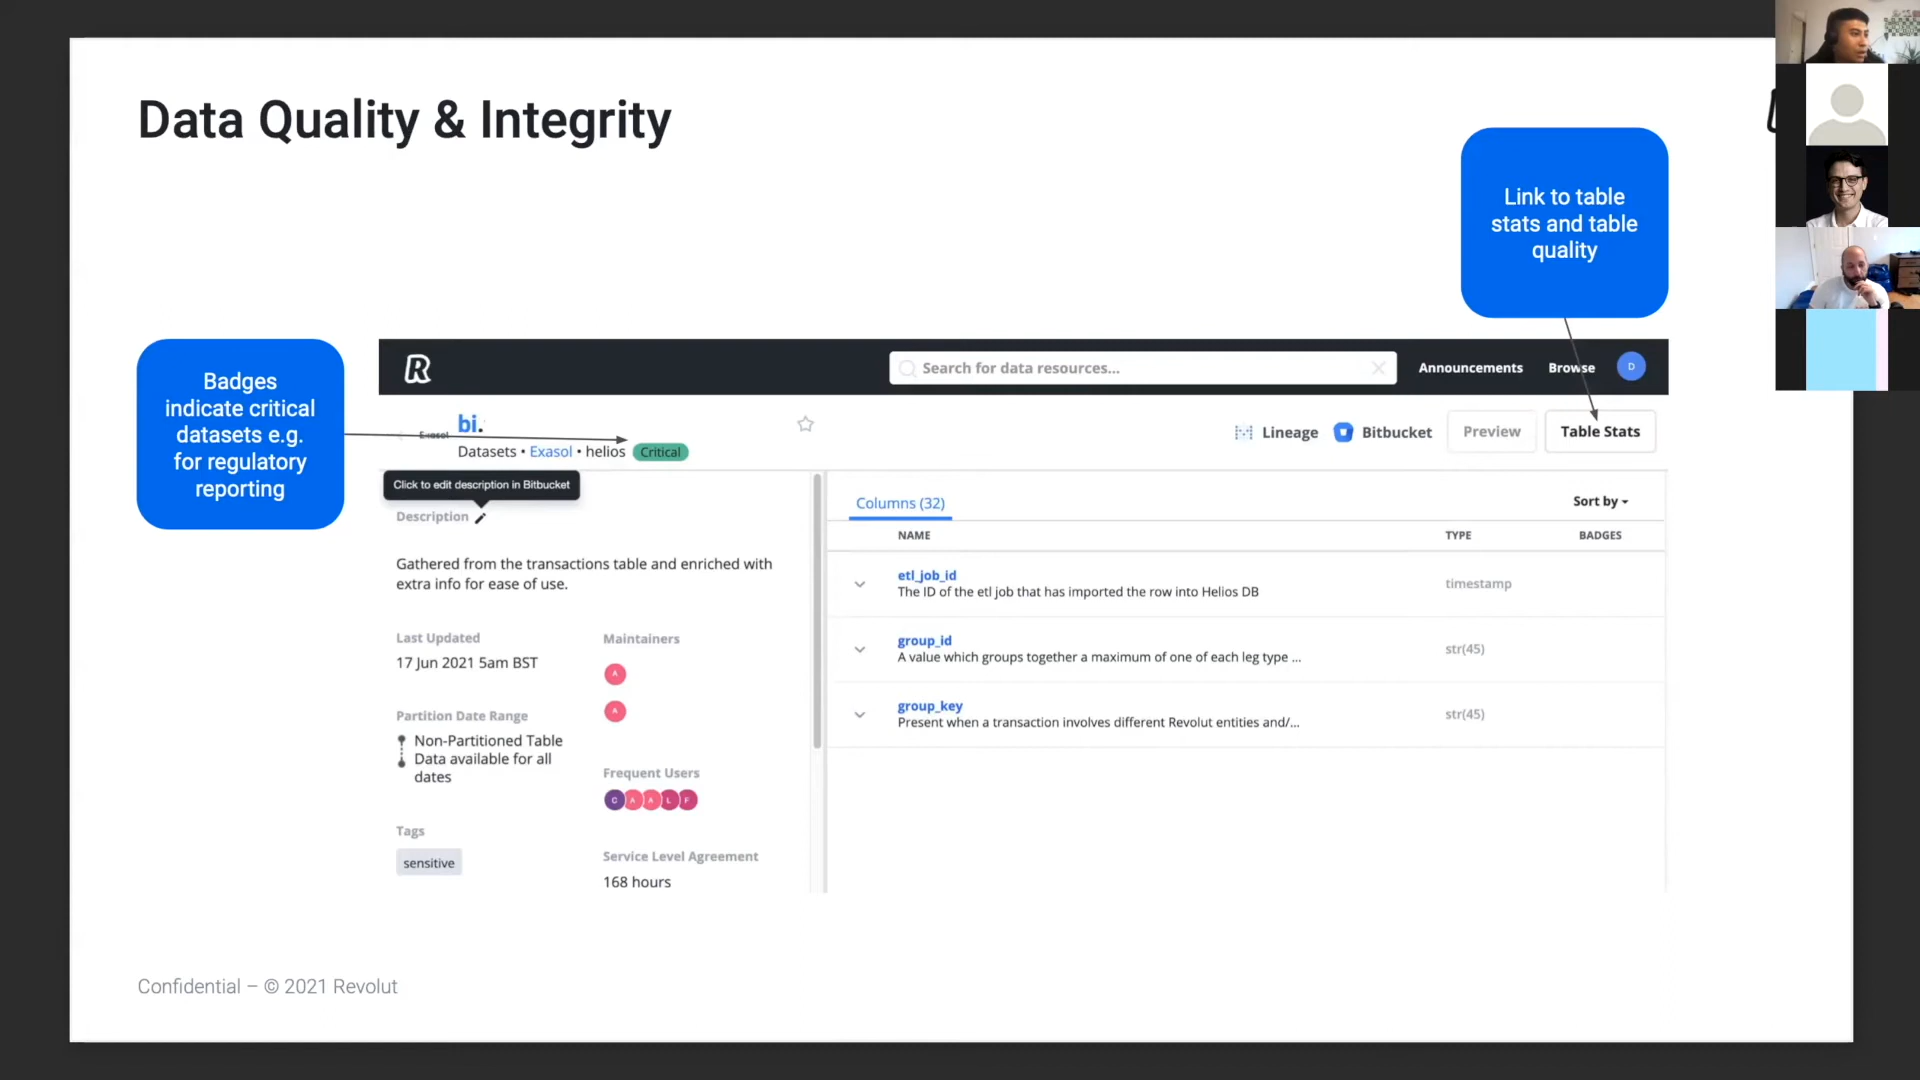 Data Quality & Integrity
Link to table
stats and table
quality
Badges
indicate critical
datasets e.g.
for regulatory
reporting
R
Search for data resources...
Announcements
Browse
D
Exasol
bi.
Datasets • Exasol • helios
Critical
Lineage
Bitbucket
Preview
Table Stats
Click to edit description in Bitbucket
Description
Gathered from the transactions table and enriched with
extra info for ease of use.
Last Updated
17 Jun 2021 5am BST
Maintainers
A
A
Partition Date Range
Non-Partitioned Table
Data available for all
dates
Frequent Users
C A A L F
Tags
sensitive
Service Level Agreement
168 hours
Columns (32)
Sort by
NAME TYPE BADGES
etl_job_id
The ID of the etl job that has imported the row into Helios DB
timestamp
group_id
A value which groups together a maximum of one of each leg type ...
str(45)
group_key
Present when a transaction involves different Revolut entities and/...
str(45)
Confidential – © 2021 Revolut